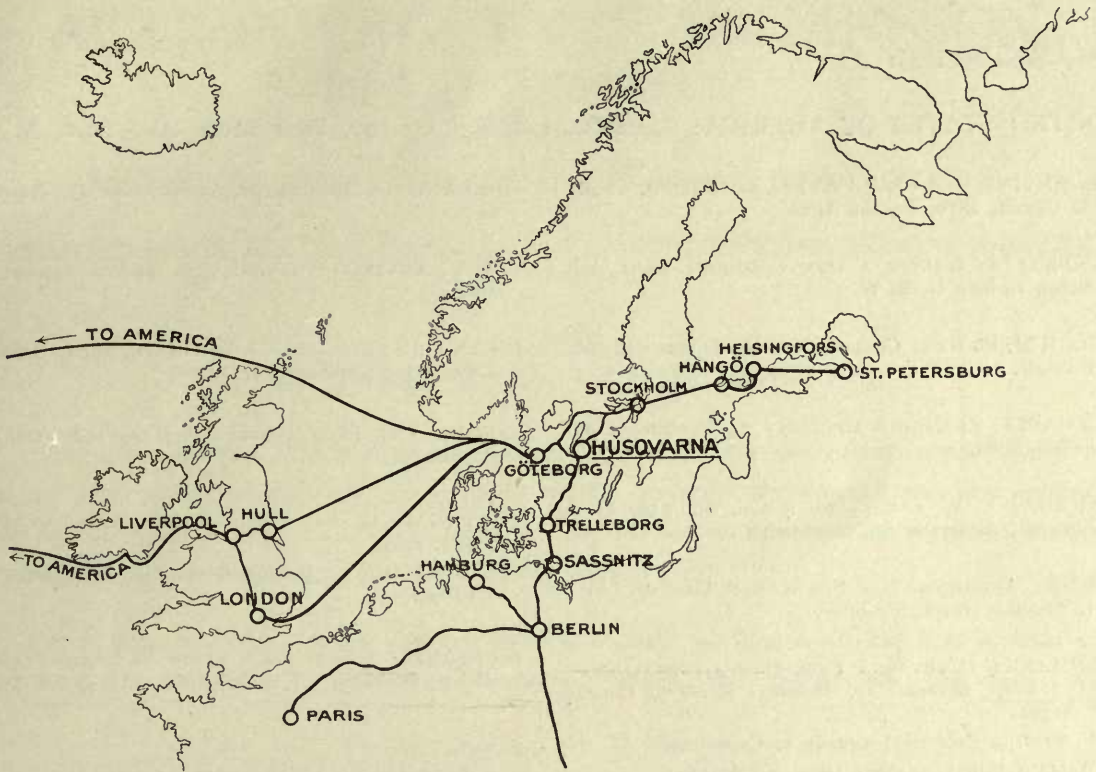 ← TO AMERICA
HELSINGFORS
HANGÖ
ST. PETERSBURG
STOCKHOLM
HUSQVARNA
GÖTEBORG
HULL
LIVERPOOL
TRELLEBORG
←TO AMERICA
SASSNITZ
HAMBURG
LONDON
BERLIN
PARIS